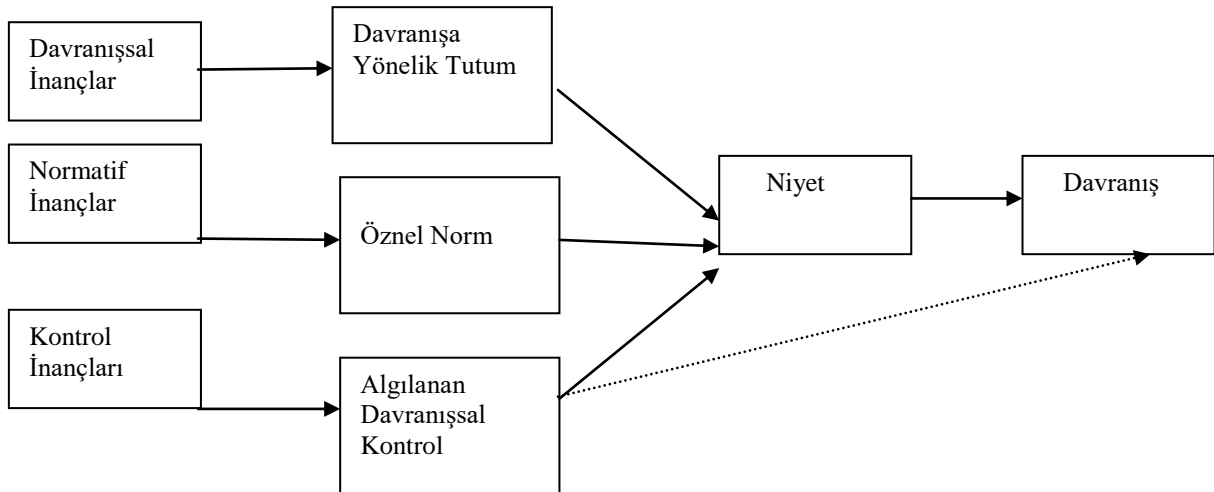 Davranışsal
İnançlar
Davranışa
Yönelik Tutum
Normatif
İnançlar
Öznel Norm
Niyet
Davranış
Kontrol
İnançları
Algılanan
Davranışsal
Kontrol